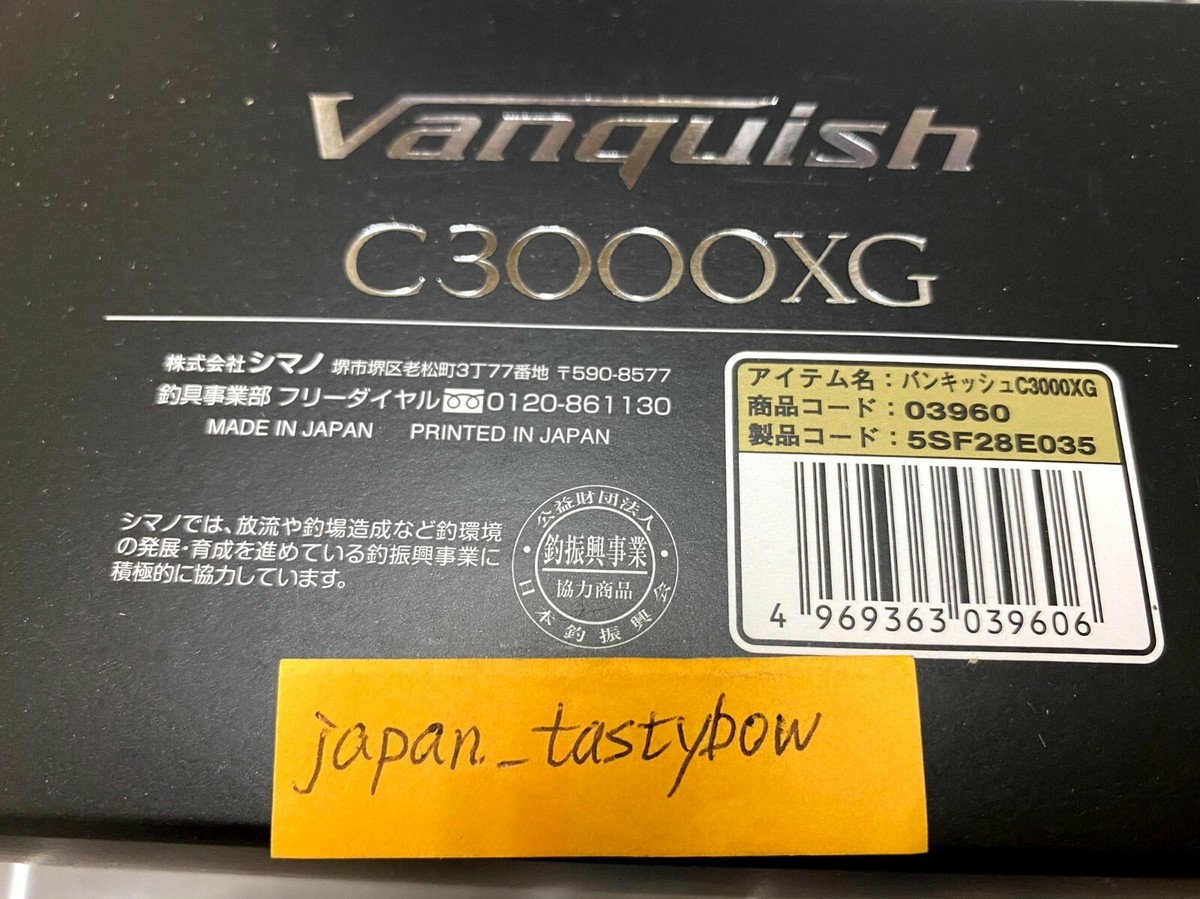 Vanquish
C3000XG
株式会社シマノ 堺市堺区老松町3丁77番地 〒590-8577
釣具事業部 フリーダイヤル 0120-861130
MADE IN JAPAN PRINTED IN JAPAN
アイテム名：バンキッシュC3000XG
商品コード：03960
製品コード：5SF28E035
4 969363 039606
シマノでは、放流や釣場造成など釣環境
の発展・育成を進めている釣振興事業に
積極的に協力しています。
公益財団法人
釣振興事業
協力商品
日本釣振興会
japan_tastybow